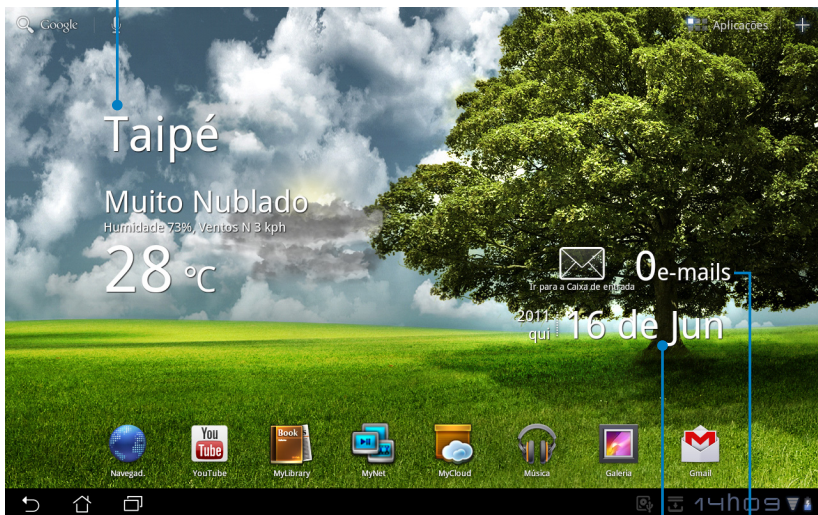 Google
Aplicações
Taipé
Muito Nublado
Humidade 73%, Ventos N 3 kph
28 °C
0e-mails
Ir para a Caixa de entrada
2011
qui
16 de Jun
You
Tube
Book
Navegad.
YouTube
MyLibrary
MyNet
MyCloud
Música
Galeria
Gmail
14h09